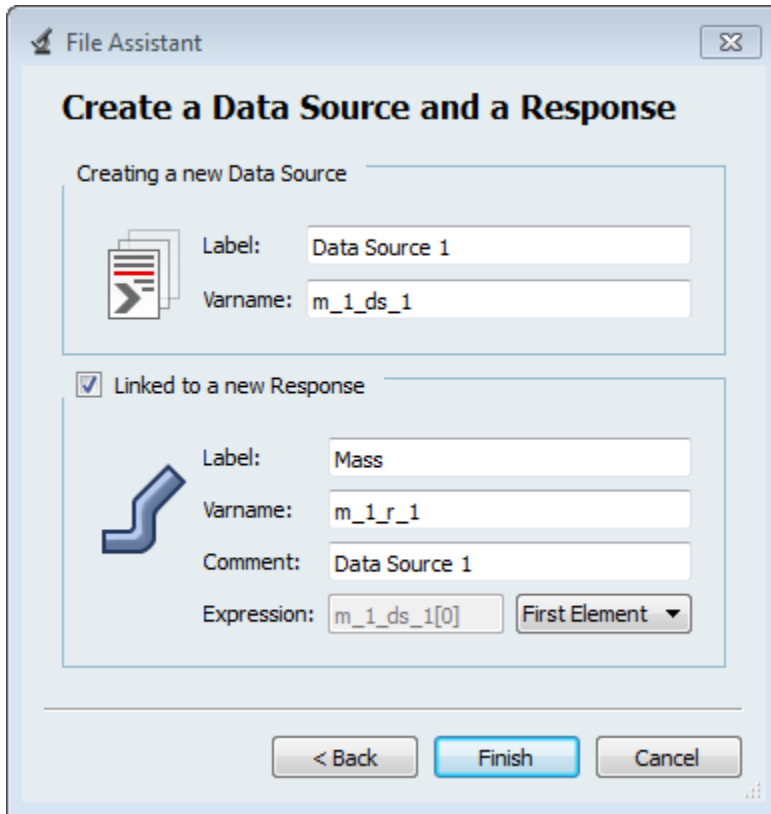 File Assistant
Create a Data Source and a Response
Creating a new Data Source
Label: Data Source 1
Varname: m_1_ds_1
Linked to a new Response
Label: Mass
Varname: m_1_r_1
Comment: Data Source 1
Expression: m_1_ds_1[0] First Element
< Back Finish Cancel